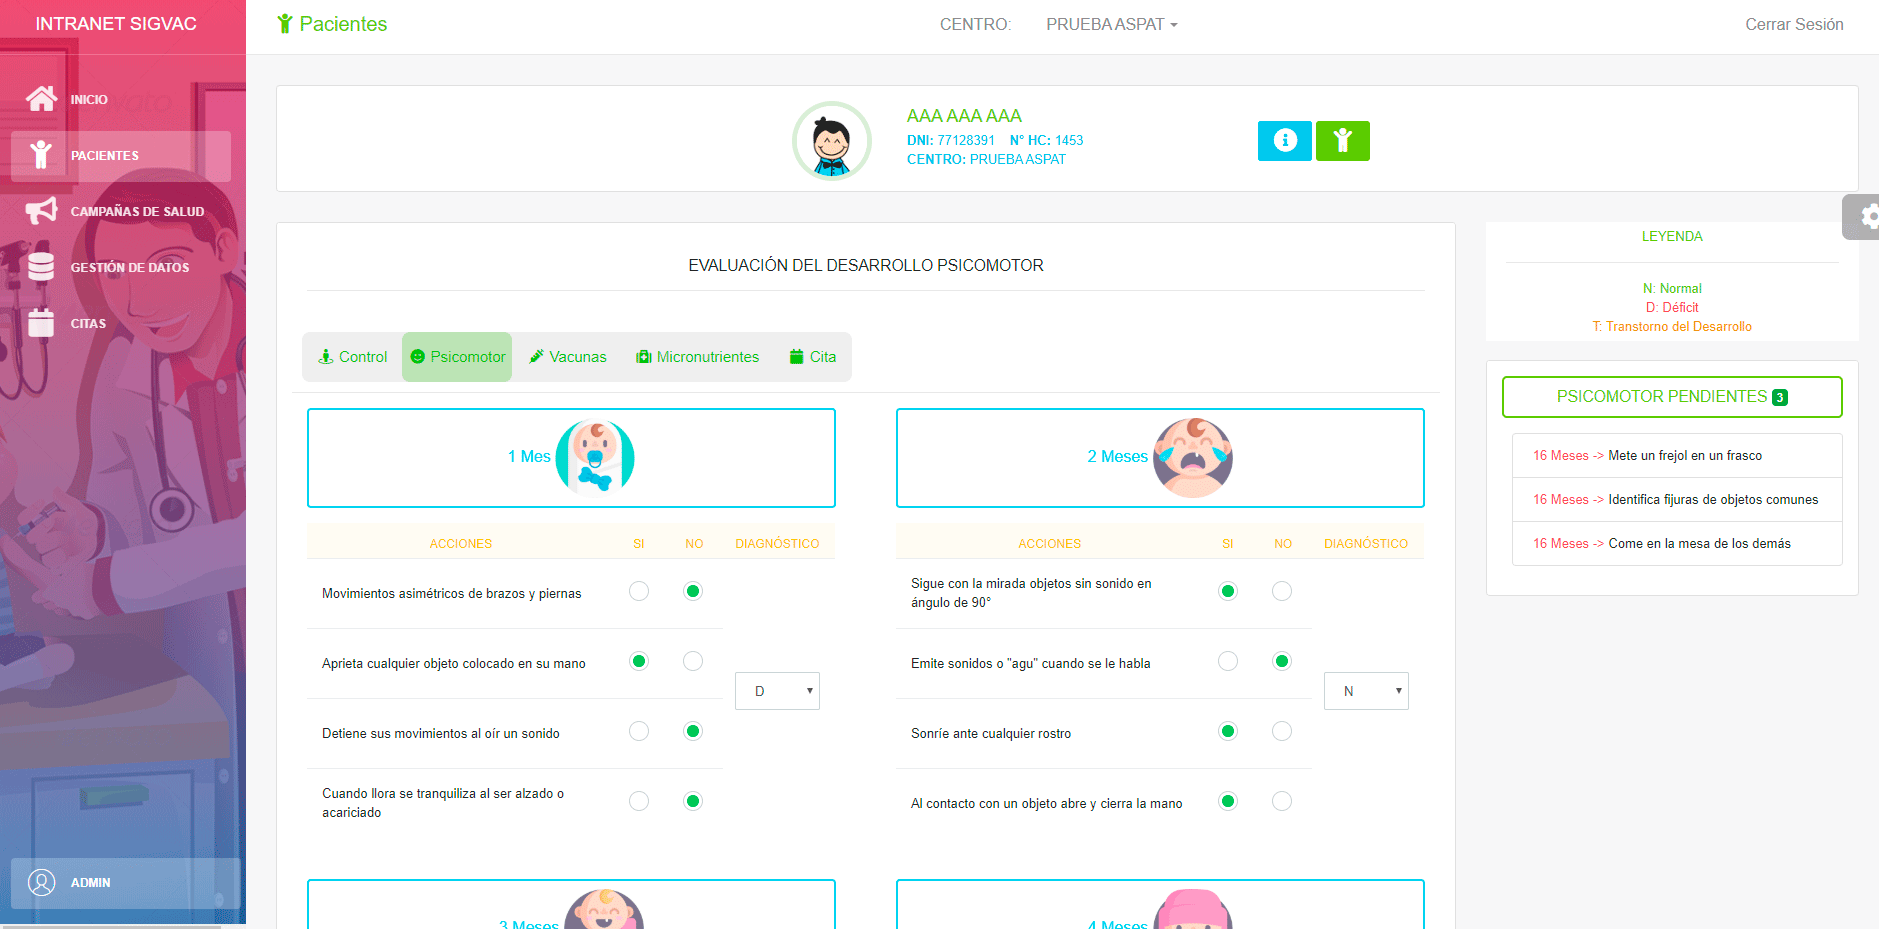 INTRANET SIGVAC
Pacientes
CENTRO: PRUEBA ASPAT
Cerrar Sesión
INICIO
PACIENTES
CAMPAÑAS DE SALUD
GESTIÓN DE DATOS
CITAS
ADMIN
AAA AAA AAA
DNI: 77128391 N° HC: 1453
CENTRO: PRUEBA ASPAT
EVALUACIÓN DEL DESARROLLO PSICOMOTOR
Control Psicomotor Vacunas Micronutrientes Cita
1 Mes
ACCIONES SI NO DIAGNÓSTICO
Movimientos asimétricos de brazos y piernas
Aprieta cualquier objeto colocado en su mano
D
Detiene sus movimientos al oír un sonido
Cuando llora se tranquiliza al ser alzado o
acariciado
2 Meses
ACCIONES SI NO DIAGNÓSTICO
Sigue con la mirada objetos sin sonido en
ángulo de 90°
Emite sonidos o "agu" cuando se le habla
N
Sonríe ante cualquier rostro
Al contacto con un objeto abre y cierra la mano
3 Meses
4 Meses
LEYENDA
N: Normal
D: Déficit
T: Transtorno del Desarrollo
PSICOMOTOR PENDIENTES 3
16 Meses -> Mete un frejol en un frasco
16 Meses -> Identifica fijuras de objetos comunes
16 Meses -> Come en la mesa de los demás